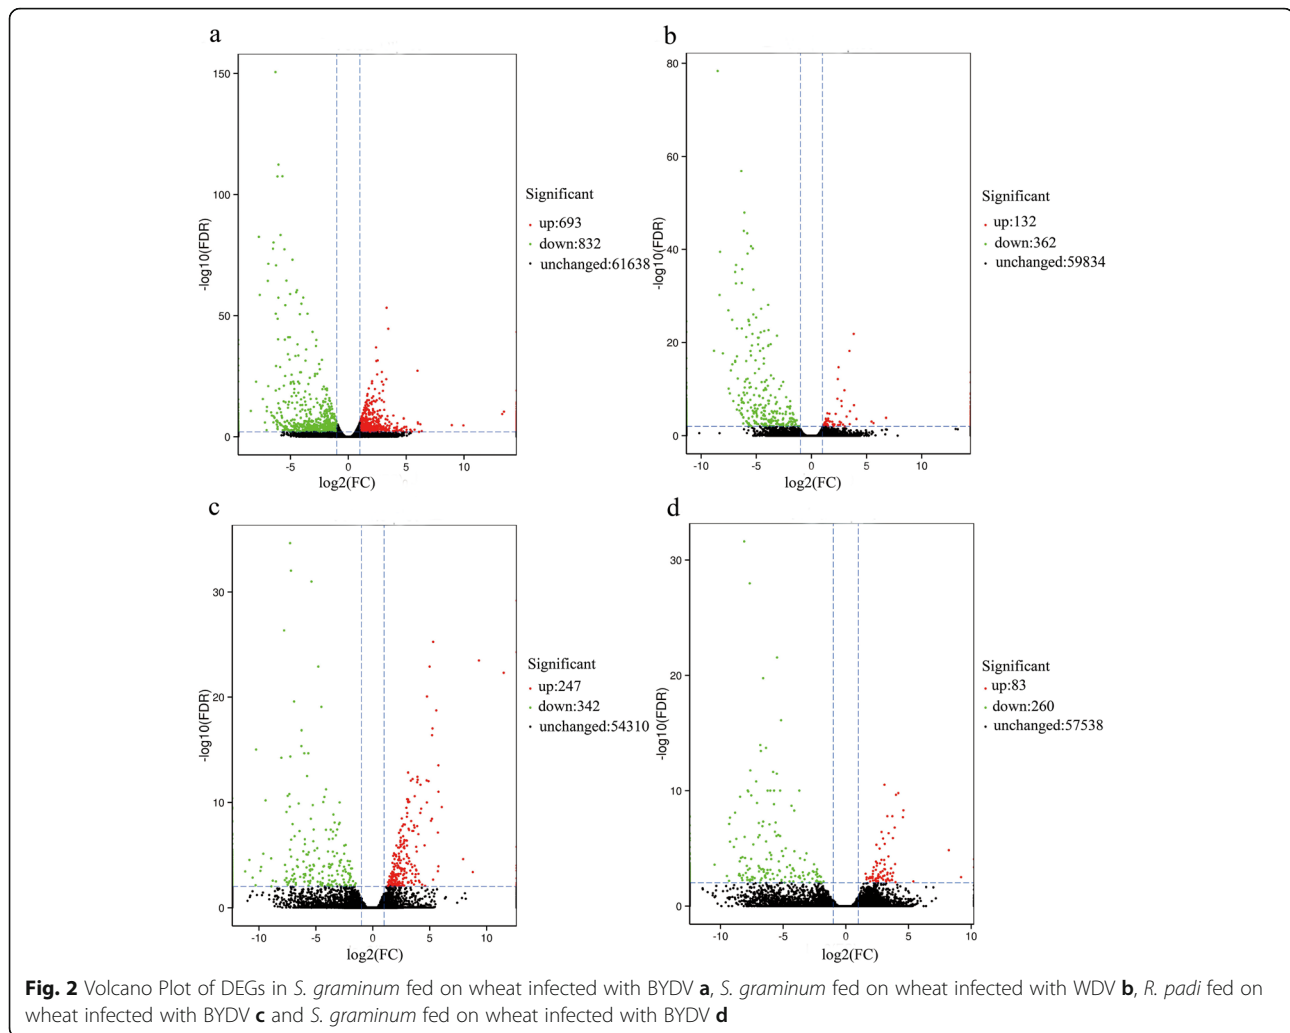 a
150
100
50
0
-log10(FDR)
-5
0
5
10
log2(FC)
Significant
up:693
down:832
unchanged:61638
b
80
60
40
20
0
-log10(FDR)
-10
-5
0
5
10
log2(FC)
Significant
up:132
down:362
unchanged:59834
c
30
20
10
0
-log10(FDR)
-10
-5
0
5
10
log2(FC)
Significant
up:247
down:342
unchanged:54310
d
30
20
10
0
-log10(FDR)
-10
-5
0
5
10
log2(FC)
Significant
up:83
down:260
unchanged:57538
Fig. 2 Volcano Plot of DEGs in S. graminum fed on wheat infected with BYDV a, S. graminum fed on wheat infected with WDV b, R. padi fed on
wheat infected with BYDV c and S. graminum fed on wheat infected with BYDV d